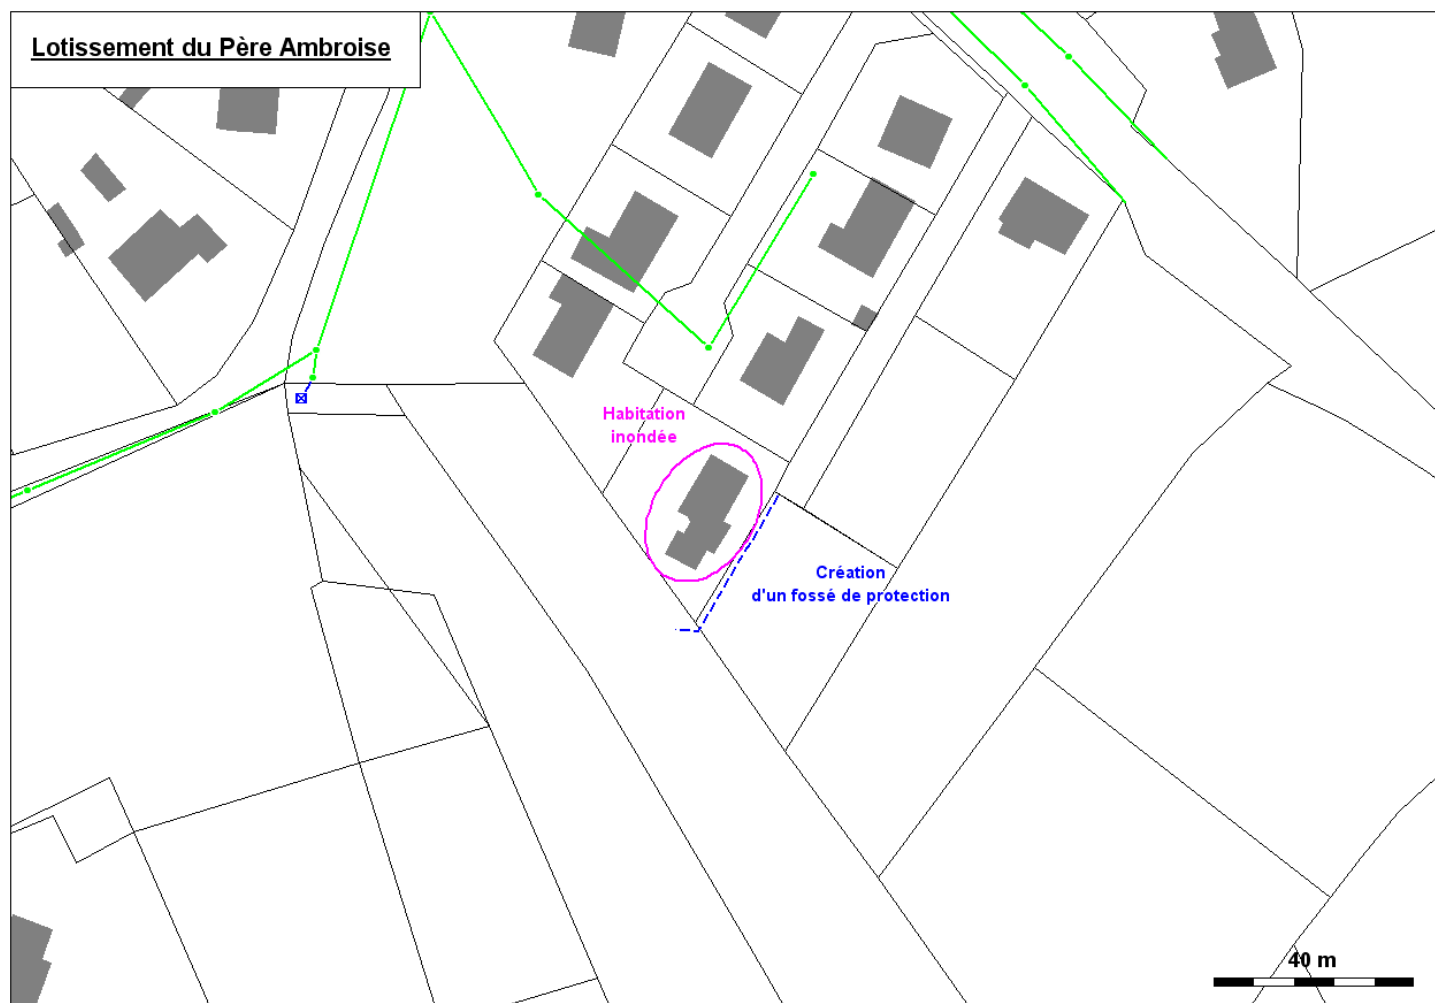 Lotissement du Père Ambroise
Habitation
inondée
Création
d'un fossé de protection
40 m